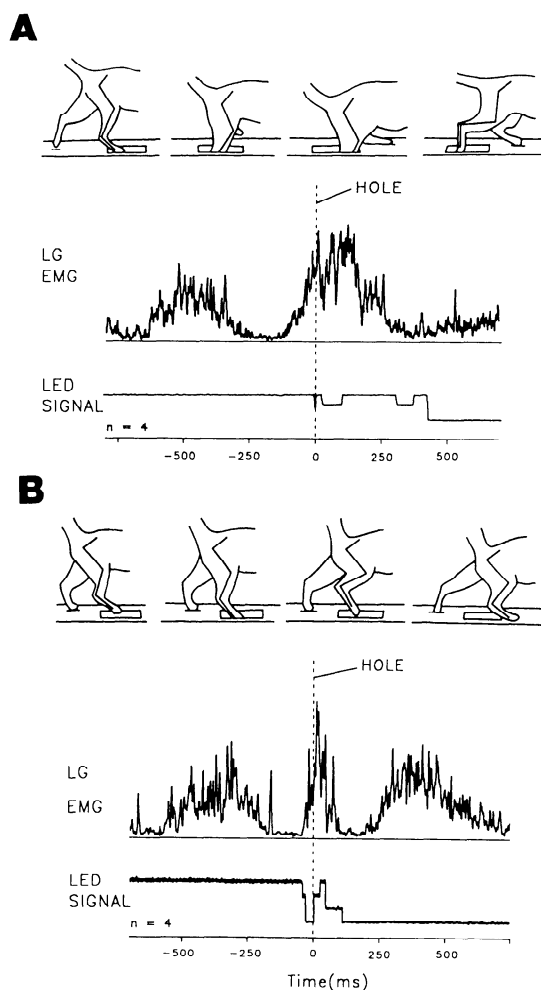 A
HOLE
LG
EMG
LED
SIGNAL
n = 4
-500 -250 0 250 500
B
HOLE
LG
EMG
LED
SIGNAL
n = 4
-500 -250 0 250 500
Time(ms)